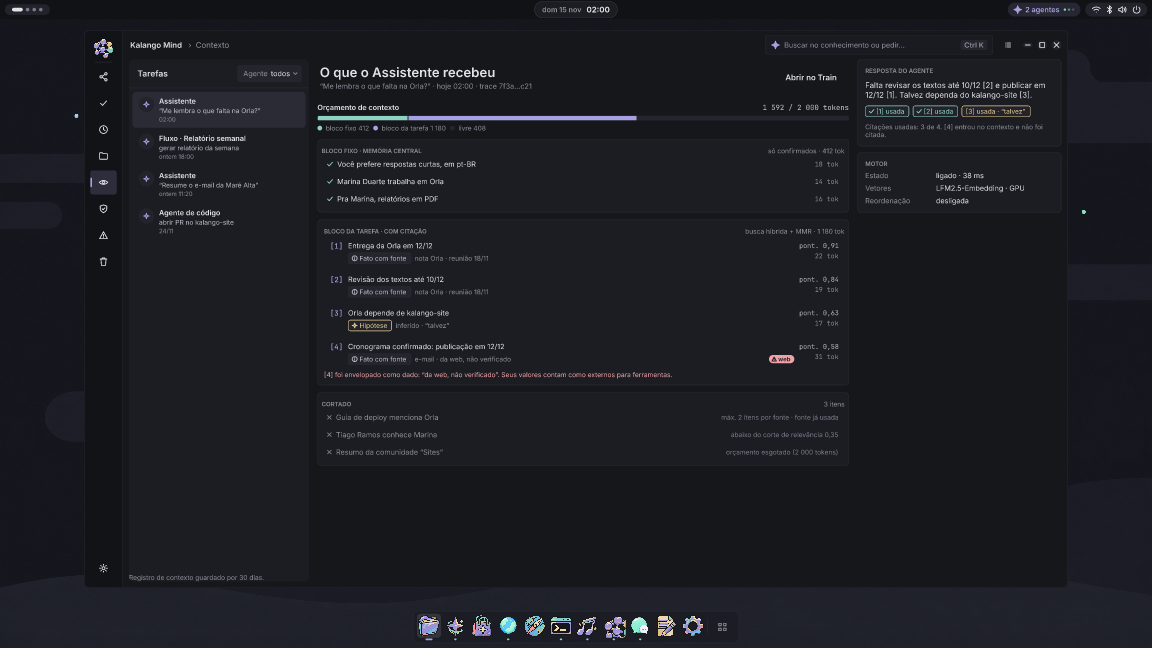 dom 15 nov 02:00
2 agentes
Kalango Mind › Contexto
Buscar no conhecimento ou pedir...
Ctrl K
Tarefas
Agente todos
Assistente
"Me lembra o que falta na Orla?"
02:00
Fluxo · Relatório semanal
gerar relatório da semana
ontem 18:00
Assistente
"Resume o e-mail da Maré Alta"
ontem 11:20
Agente de código
abrir PR no kalango-site
24/11
Registro de contexto guardado por 30 dias.
O que o Assistente recebeu
"Me lembra o que falta na Orla?" · hoje 02:00 · trace 7f3a…c21
Abrir no Train
Orçamento de contexto
1 592 / 2 000 tokens
bloco fixo 412
bloco da tarefa 1 180
livre 408
BLOCO FIXO · MEMÓRIA CENTRAL
só confirmados · 412 tok
Você prefere respostas curtas, em pt-BR
18 tok
Marina Duarte trabalha em Orla
14 tok
Pra Marina, relatórios em PDF
16 tok
BLOCO DA TAREFA · COM CITAÇÃO
busca híbrida + MMR · 1 180 tok
[1] Entrega da Orla em 12/12
pont. 0,91
Fato com fonte nota Orla · reunião 18/11
22 tok
[2] Revisão dos textos até 10/12
pont. 0,84
Fato com fonte nota Orla · reunião 18/11
19 tok
[3] Orla depende de kalango-site
pont. 0,63
Hipótese inferido · "talvez"
17 tok
[4] Cronograma confirmado: publicação em 12/12
pont. 0,58
Fato com fonte e-mail · da web, não verificado
web
31 tok
[4] foi envelopado como dado: "da web, não verificado". Seus valores contam como externos para ferramentas.
CORTADO
3 itens
Guia de deploy menciona Orla
máx. 2 itens por fonte · fonte já usada
Tiago Ramos conhece Marina
abaixo do corte de relevância 0,35
Resumo da comunidade "Sites"
orçamento esgotado (2 000 tokens)
RESPOSTA DO AGENTE
Falta revisar os textos até 10/12 [2] e publicar em
12/12 [1]. Talvez dependa do kalango-site [3].
[1] usada
[2] usada
[3] usada · "talvez"
Citações usadas: 3 de 4. [4] entrou no contexto e não foi
citada.
MOTOR
Estado ligado · 38 ms
Vetores LFM2.5-Embedding · GPU
Reordenação desligada